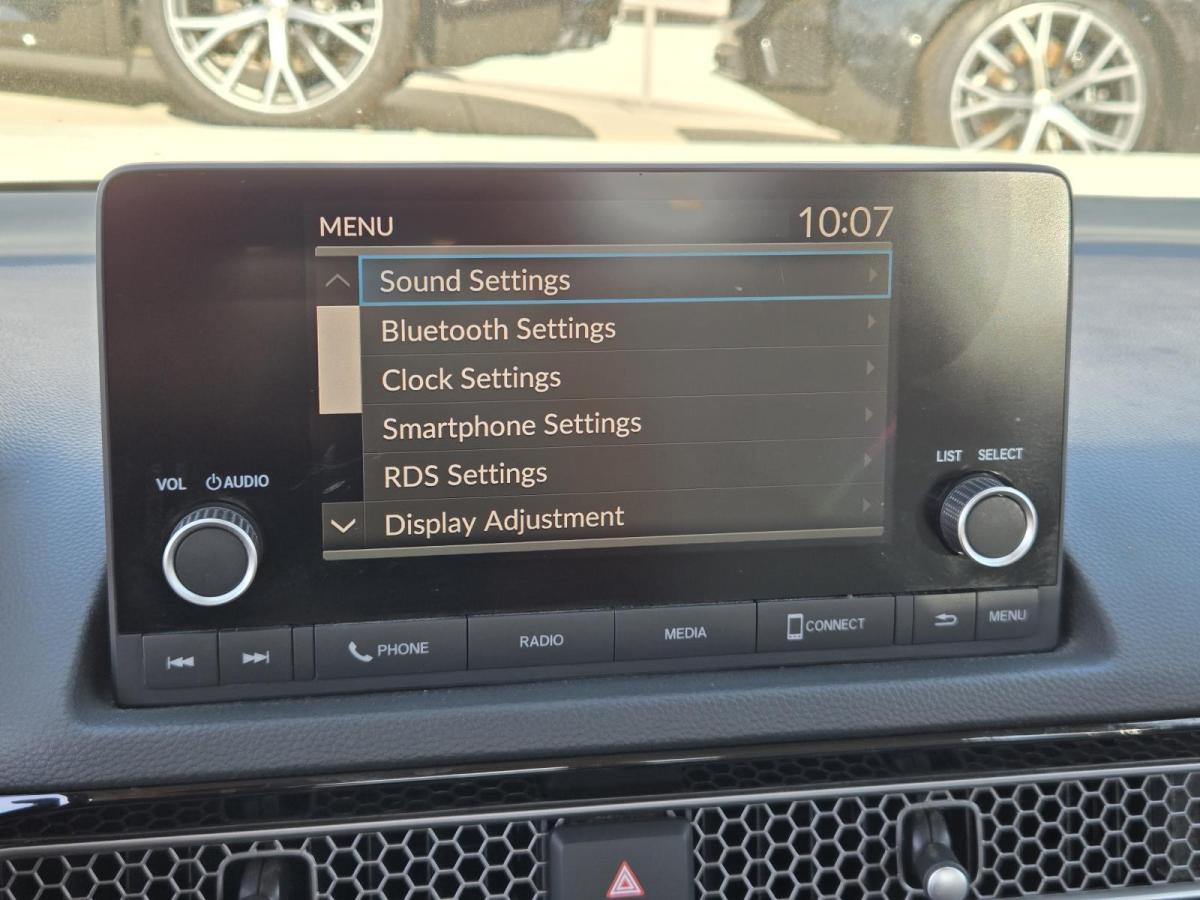 MENU 10:07
Sound Settings
Bluetooth Settings
Clock Settings
Smartphone Settings
RDS Settings
Display Adjustment
VOL AUDIO
LIST SELECT
PHONE
RADIO
MEDIA
CONNECT
MENU